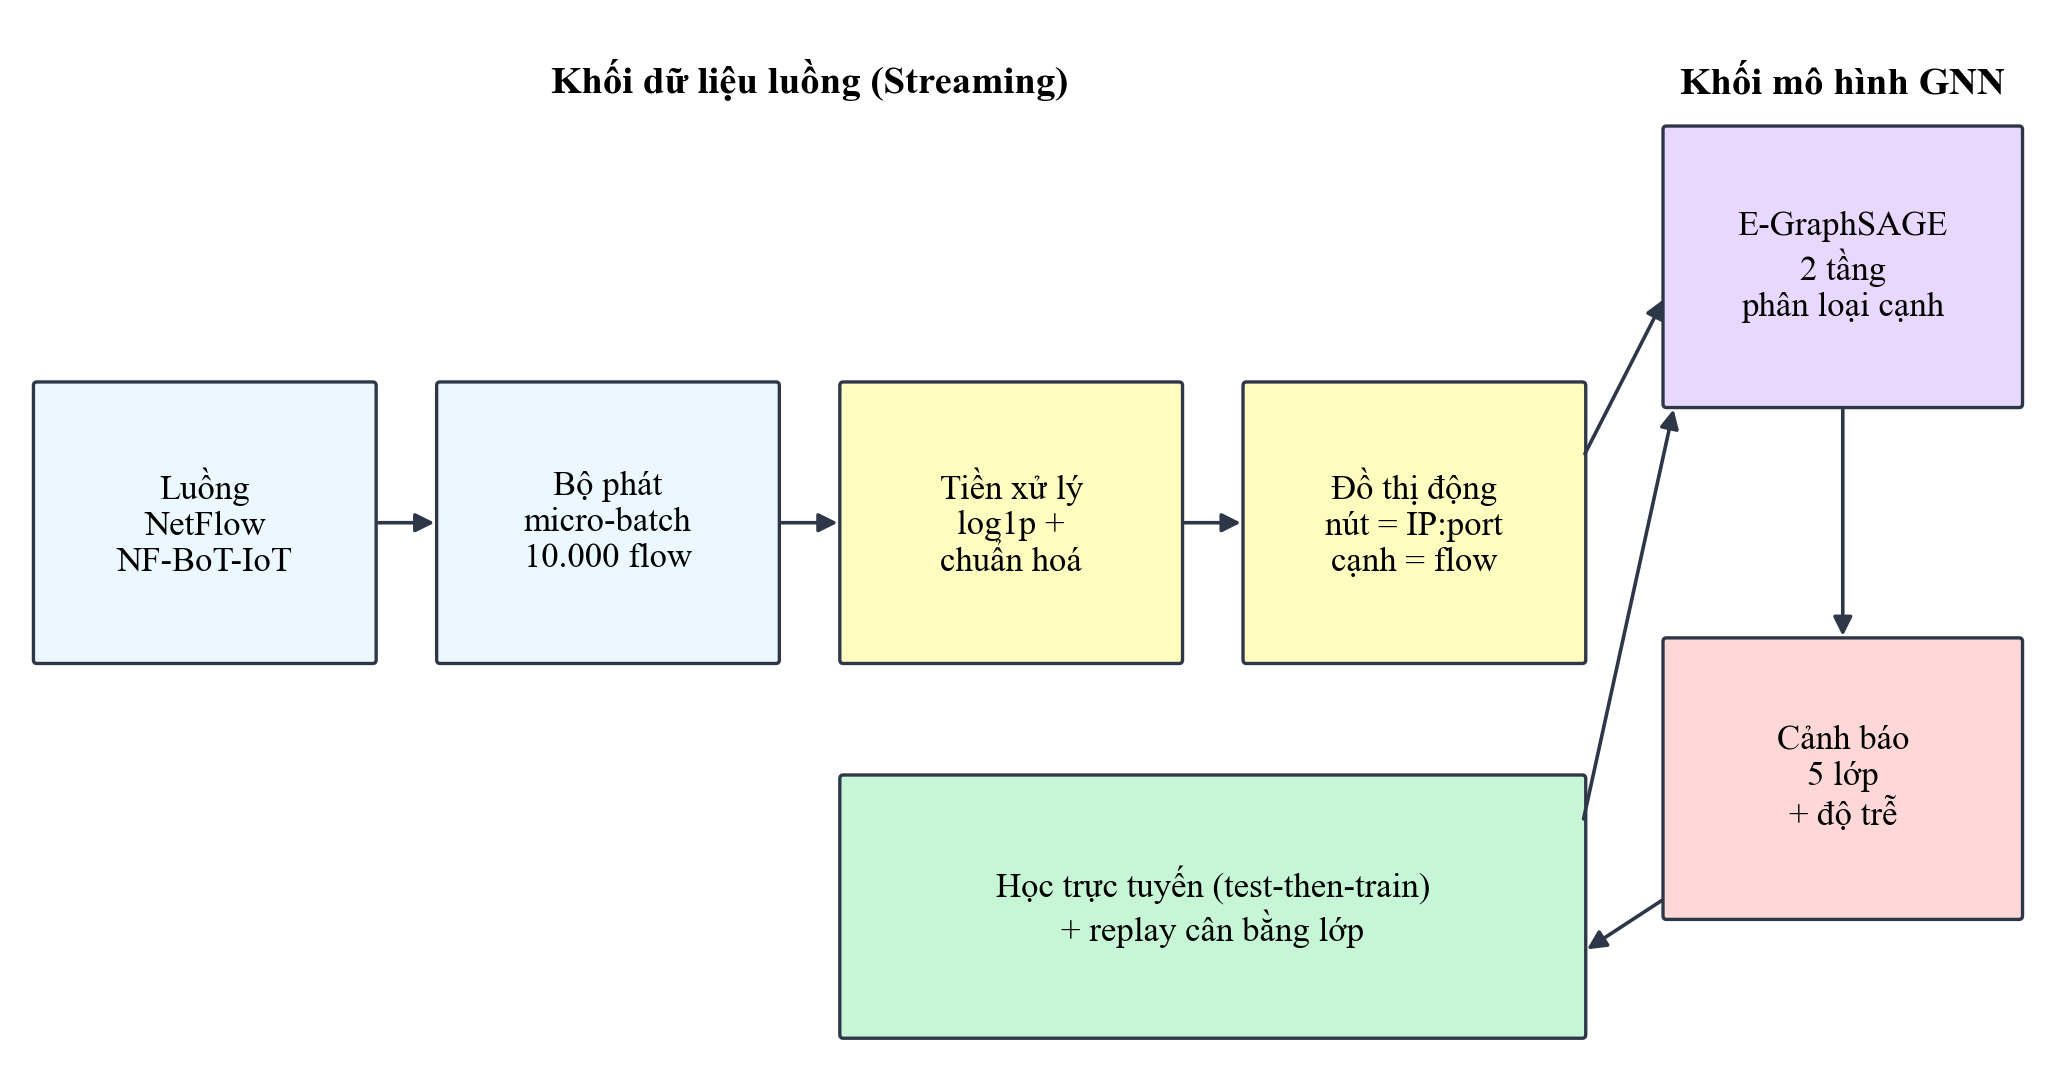 Khối dữ liệu luồng (Streaming)
Khối mô hình GNN
Luồng
NetFlow
NF-BoT-IoT
Bộ phát
micro-batch
10.000 flow
Tiền xử lý
log1p +
chuẩn hoá
Đồ thị động
nút = IP:port
cạnh = flow
E-GraphSAGE
2 tầng
phân loại cạnh
Cảnh báo
5 lớp
+ độ trễ
Học trực tuyến (test-then-train)
+ replay cân bằng lớp